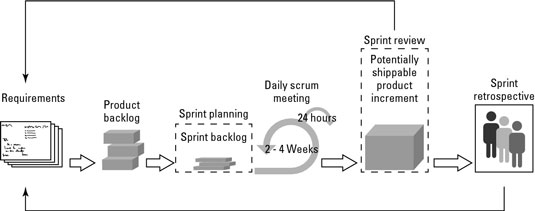 Sprint review
Potentially
shippable
product
increment
Daily scrum
meeting
24 hours
2 - 4 Weeks
Requirements
Product
backlog
Sprint planning
Sprint backlog
Sprint
retrospective